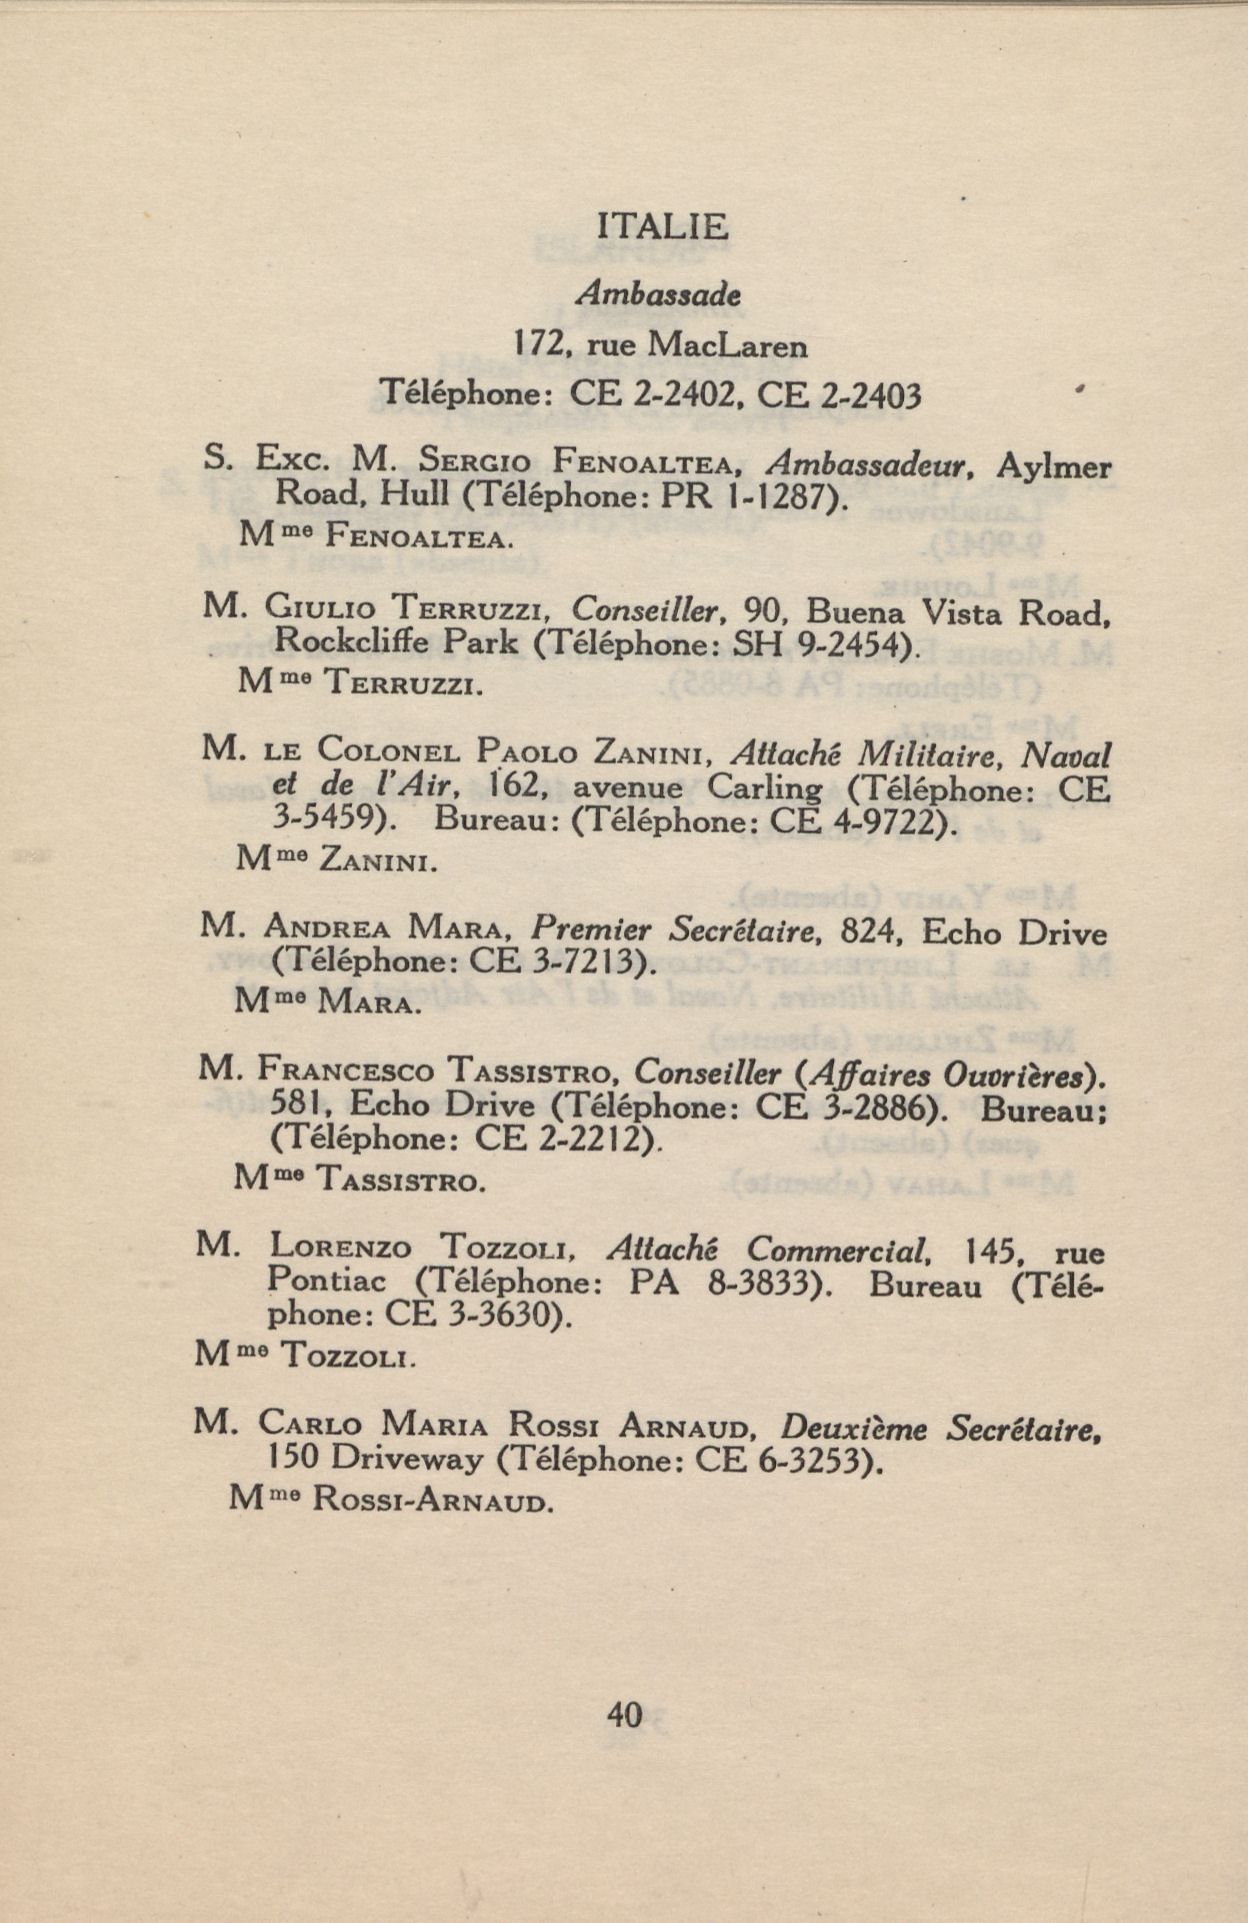 ITALIE
Ambassade
172, rue MacLaren
Téléphone: CE 2-2402, CE 2-2403
S. Exc. M. Sergio Fenoaltea, Ambassadeur, Aylmer
Road, Hull (Téléphone: PR 1-1287).
Mme Fenoaltea.
M. Giulio Terruzzi, Conseiller, 90, Buena Vista Road,
Rockcliffe Park (Téléphone: SH 9-2454).
Mme Terruzzi.
M. le Colonel Paolo Zanini, Attaché Militaire, Naval
et de l'Air, 162, avenue Carling (Téléphone: CE
3-5459). Bureau: (Téléphone: CE 4-9722).
Mme Zanini.
M. Andrea Mara, Premier Secrétaire, 824, Echo Drive
(Téléphone: CE 3-7213).
Mme Mara.
M. Francesco Tassistro, Conseiller (Affaires Ouvrières).
581, Echo Drive (Téléphone: CE 3-2886). Bureau;
(Téléphone: CE 2-2212).
Mme Tassistro.
M. Lorenzo Tozzoli, Attaché Commercial, 145, rue
Pontiac (Téléphone: PA 8-3833). Bureau (Télé-
phone: CE 3-3630).
Mme Tozzoli.
M. Carlo Maria Rossi Arnaud, Deuxième Secrétaire,
150 Driveway (Téléphone: CE 6-3253).
Mme Rossi-Arnaud.
40